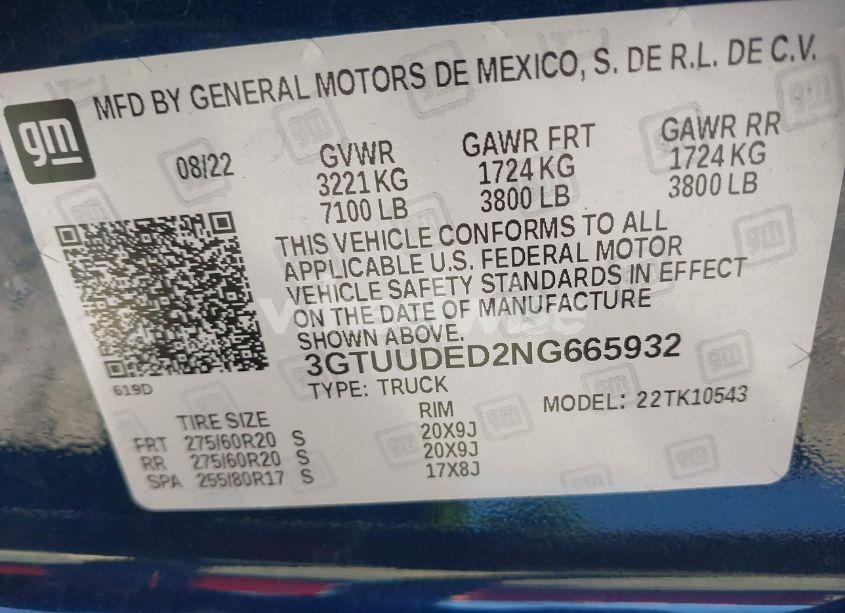 gm
MFD BY GENERAL MOTORS DE MEXICO, S. DE R.L. DE C.V.
08/22
GVWR
3221 KG
7100 LB
GAWR FRT
1724 KG
3800 LB
GAWR RR
1724 KG
3800 LB
THIS VEHICLE CONFORMS TO ALL
APPLICABLE U.S. FEDERAL MOTOR
VEHICLE SAFETY STANDARDS IN EFFECT
ON THE DATE OF MANUFACTURE
SHOWN ABOVE.
3GTUUDED2NG665932
619D
TYPE: TRUCK
MODEL: 22TK10543
TIRE SIZE RIM
FRT 275/60R20 S 20X9J
RR 275/60R20 S 20X9J
SPA 255/80R17 S 17X8J